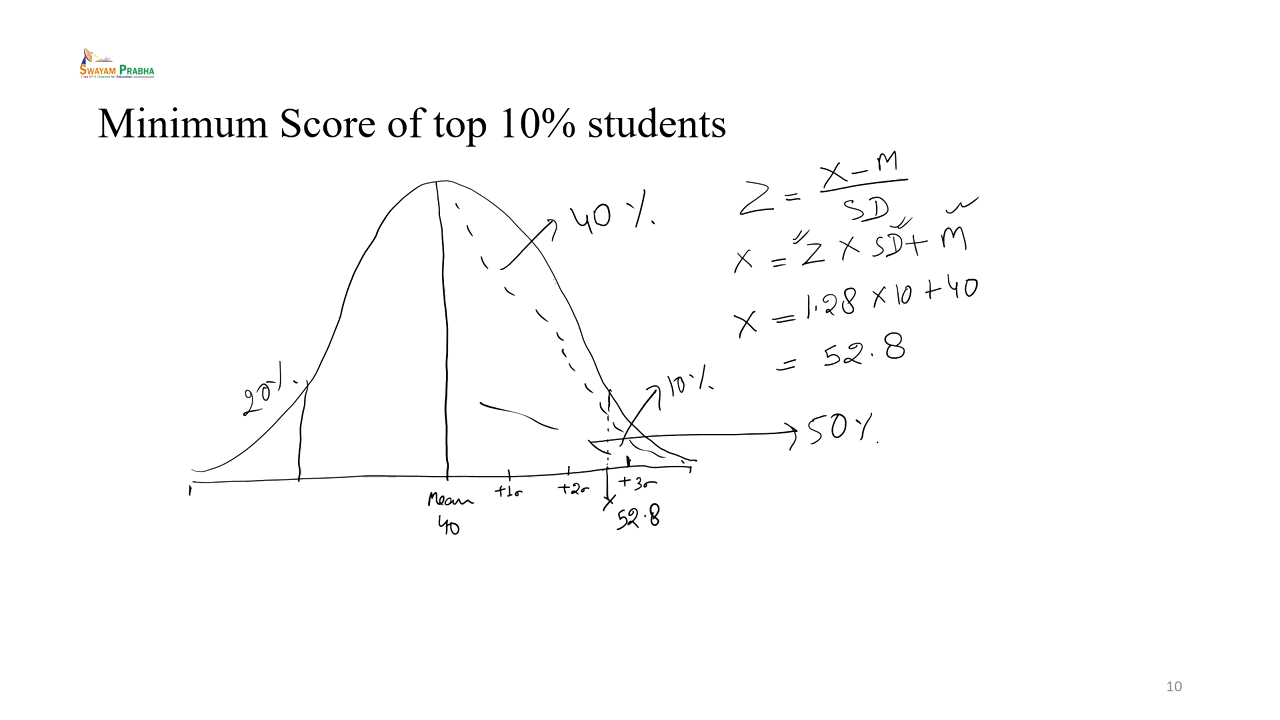 SWAYAM PRABHA
Minimum Score of top 10% students
Z = X - M
SD
X = Z X SD + M
X = 1.28 X 10 + 40
= 52.8
40 %.
20%.
10%
50%.
Mean
40
+1σ
+2σ
+3σ
52.8
10